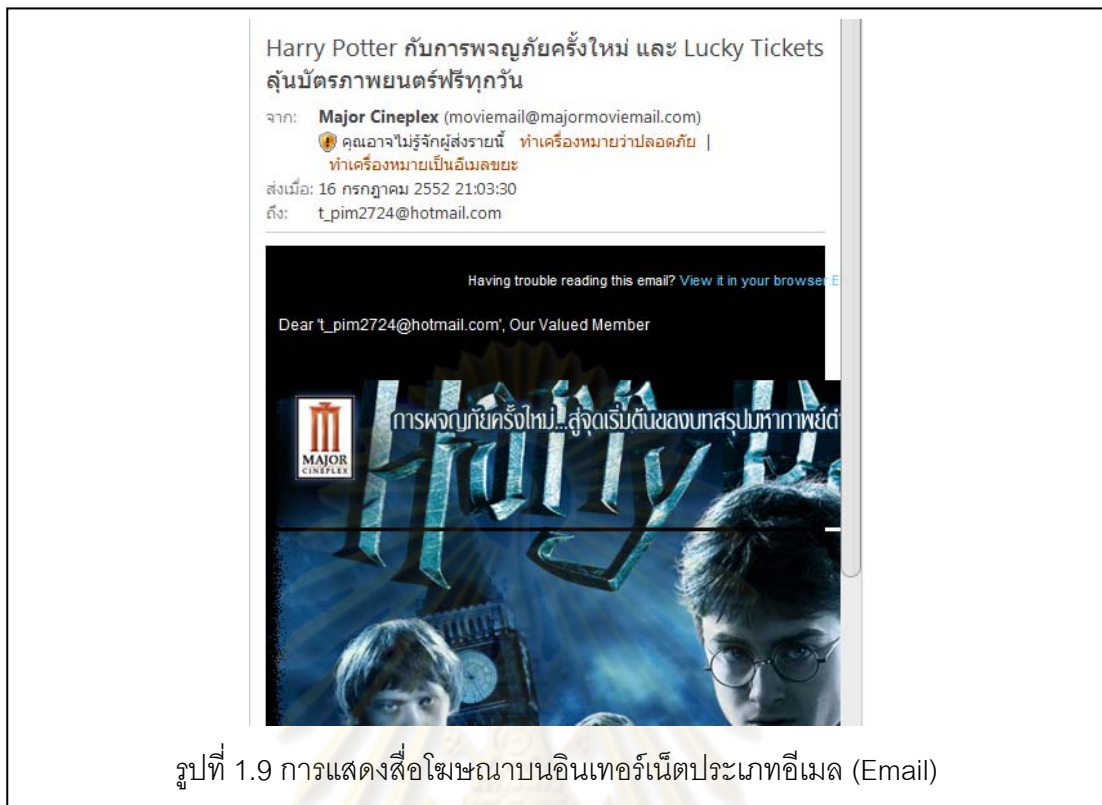 Harry Potter กับการพจญภัยครั้งใหม่ และ Lucky Tickets
ลุ้นบัตรภาพยนตร์ฟรีทุกวัน
จาก: Major Cineplex (moviemail@majormoviemail.com)
คุณอาจไม่รู้จักผู้ส่งรายนี้ ทำเครื่องหมายว่าปลอดภัย |
ทำเครื่องหมายเป็นอีเมลขยะ
ส่งเมื่อ: 16 กรกฎาคม 2552 21:03:30
ถึง: t_pim2724@hotmail.com
Having trouble reading this email? View it in your browser.E
Dear 't_pim2724@hotmail.com', Our Valued Member
การผจญภัยครั้งใหม่...สู่จุดเริ่มต้นของบทสรุปมหากาพย์ตำ
Harry P
MAJOR
CINEPLEX
รูปที่ 1.9 การแสดงสื่อโฆษณาบนอินเทอร์เน็ตประเภทอีเมล (Email)